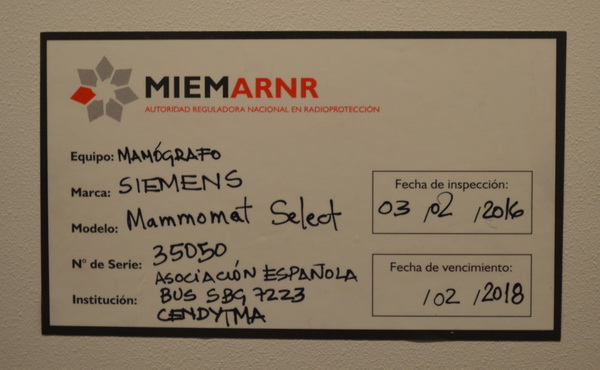 MIEMARNR
AUTORIDAD REGULADORA NACIONAL EN RADIOPROTECCIÓN
Equipo: MAMÓGRAFO
Marca: SIEMENS
Modelo: Mammomat Select
Nº de Serie: 35050
Institución: ASOCIACIÓN ESPAÑOLA
BUS SBG 7223
CENDYTMA
Fecha de inspección:
03 / 02 / 2016
Fecha de vencimiento:
/ 02 / 2018